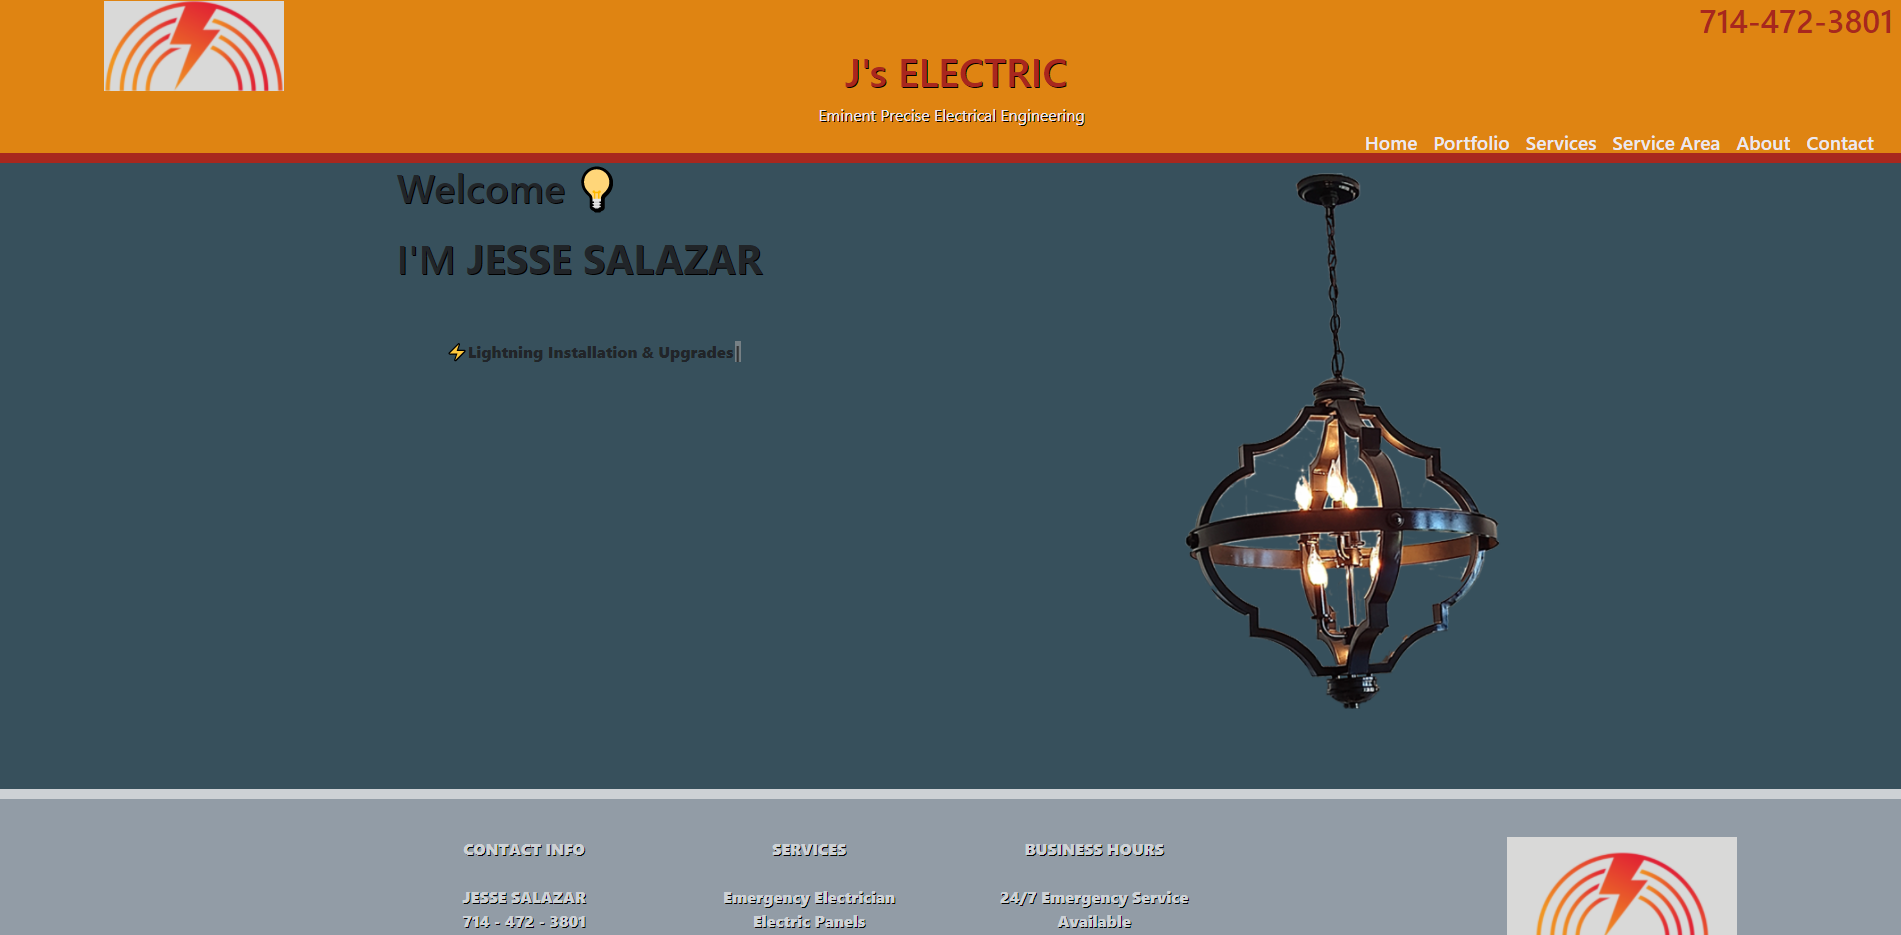 714-472-3801
J's ELECTRIC
Eminent Precise Electrical Engineering
Home Portfolio Services Service Area About Contact
Welcome 💡
I'M JESSE SALAZAR
⚡Lightning Installation & Upgrades|
CONTACT INFO
JESSE SALAZAR
714 - 472 - 3801
SERVICES
Emergency Electrician
Electric Panels
BUSINESS HOURS
24/7 Emergency Service
Available